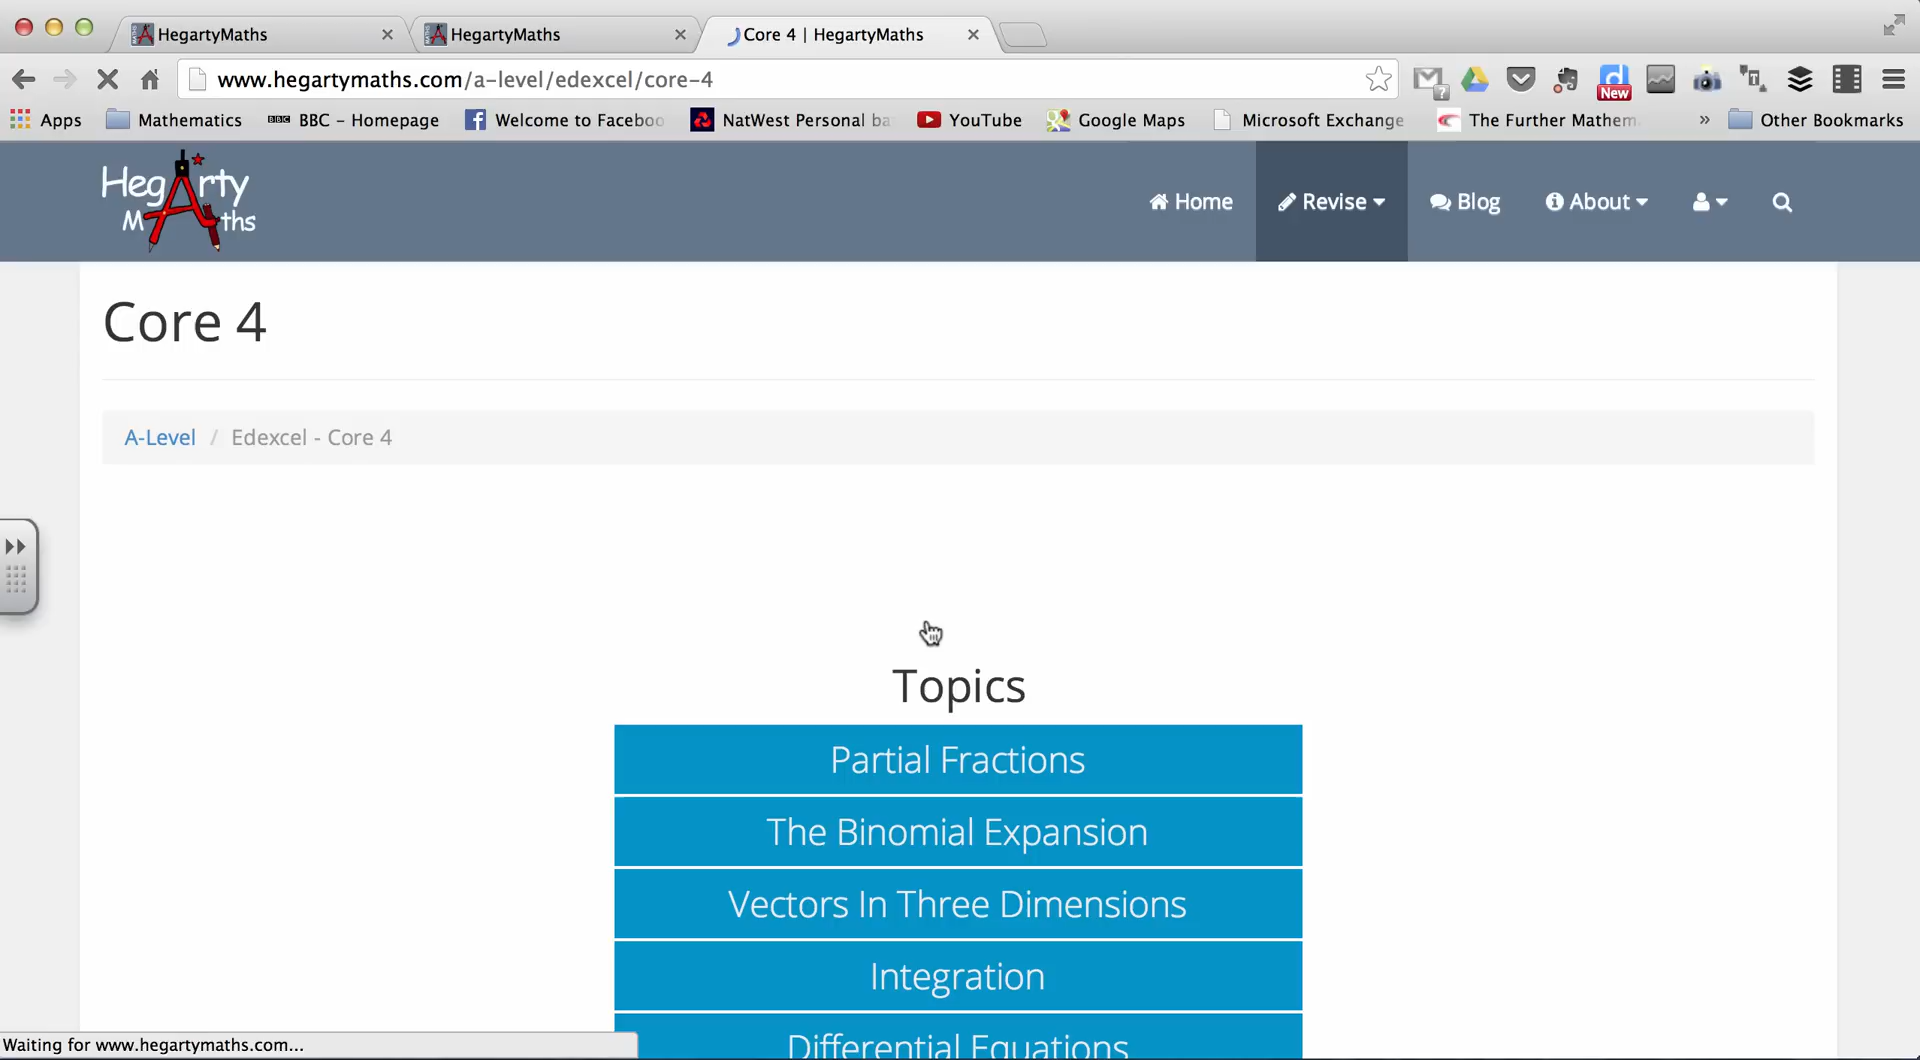 HegartyMaths
HegartyMaths
Core 4 | HegartyMaths
www.hegartymaths.com/a-level/edexcel/core-4
New
Apps
Mathematics
BBC BBC - Homepage
Welcome to Faceboo
NatWest Personal ba
YouTube
Google Maps
Microsoft Exchange
The Further Mathem
» Other Bookmarks
Hegarty
Maths
Home
Revise
Blog
About
Core 4
A-Level / Edexcel - Core 4
Topics
Partial Fractions
The Binomial Expansion
Vectors In Three Dimensions
Integration
Differential Equations
Waiting for www.hegartymaths.com...